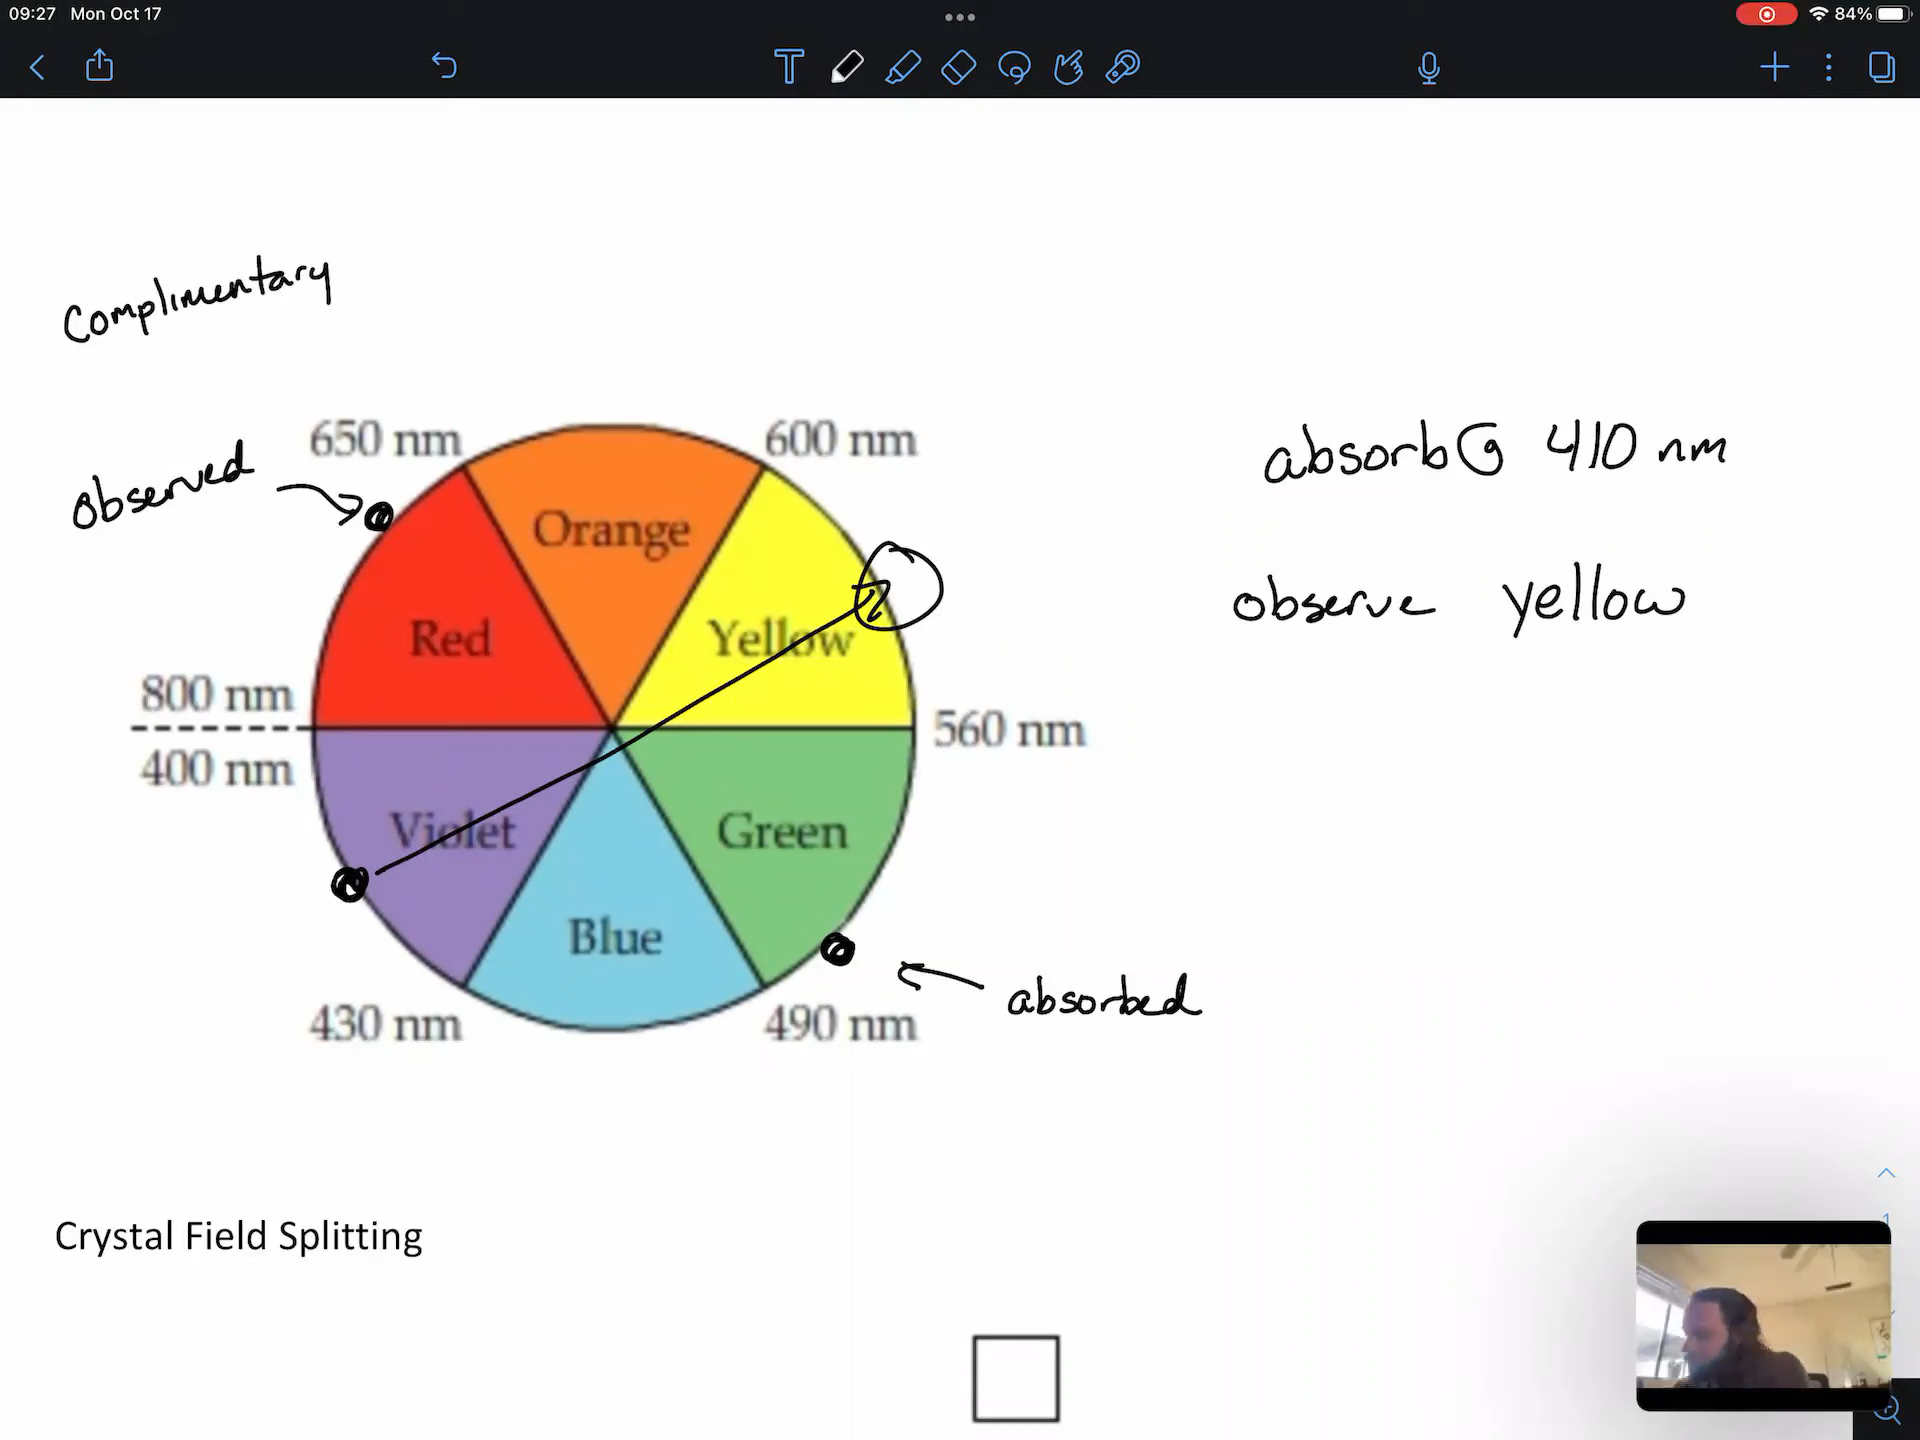 09:27 Mon Oct 17
84%
Complimentary
650 nm
600 nm
observed
absorb @ 410 nm
Orange
observe yellow
Red
Yellow
800 nm
560 nm
400 nm
Violet
Green
Blue
absorbed
430 nm
490 nm
Crystal Field Splitting